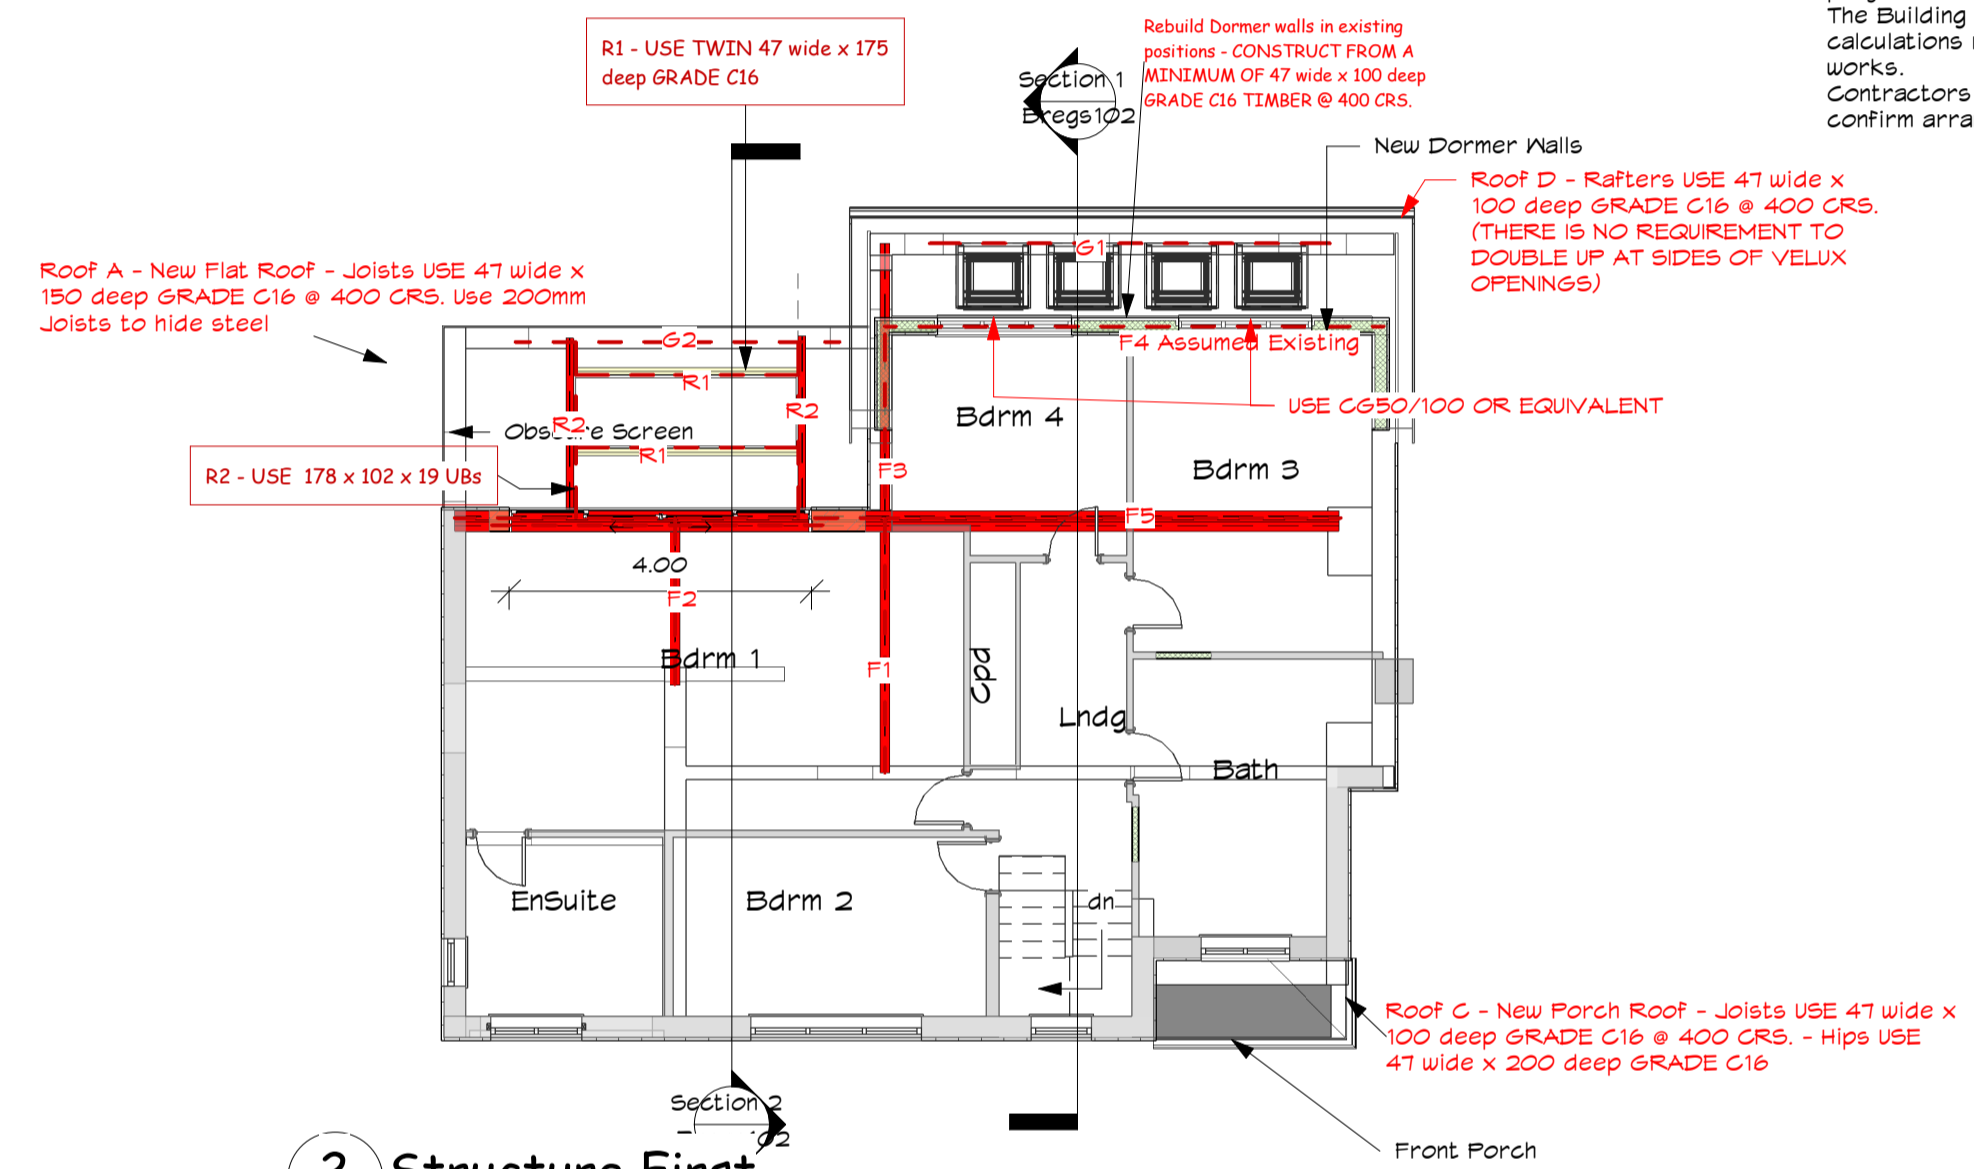 The Building
calculations
works.
Contractors
confirm arra
R1 - USE TWIN 47 wide x 175
deep GRADE C16
Rebuild Dormer walls in existing
positions - CONSTRUCT FROM A
MINIMUM OF 47 wide x 100 deep
GRADE C16 TIMBER @ 400 CRS.
Section 1
Bregs102
New Dormer Walls
Roof D - Rafters USE 47 wide x
100 deep GRADE C16 @ 400 CRS.
(THERE IS NO REQUIREMENT TO
DOUBLE UP AT SIDES OF VELUX
OPENINGS)
Roof A - New Flat Roof - Joists USE 47 wide x
150 deep GRADE C16 @ 400 CRS. Use 200mm
Joists to hide steel
G1
G2
F4 Assumed Existing
R1
R2
R2
Obscure Screen
R1
USE CG50/100 OR EQUIVALENT
Bdrm 4
Bdrm 3
R2 - USE 178 x 102 x 19 UBs
F3
F5
4.00
F2
Bdrm 1
F1
Cpd
Lndg
Bath
EnSuite
Bdrm 2
dn
Roof C - New Porch Roof - Joists USE 47 wide x
100 deep GRADE C16 @ 400 CRS. - Hips USE
47 wide x 200 deep GRADE C16
Section 2
Front Porch
2
Structure First